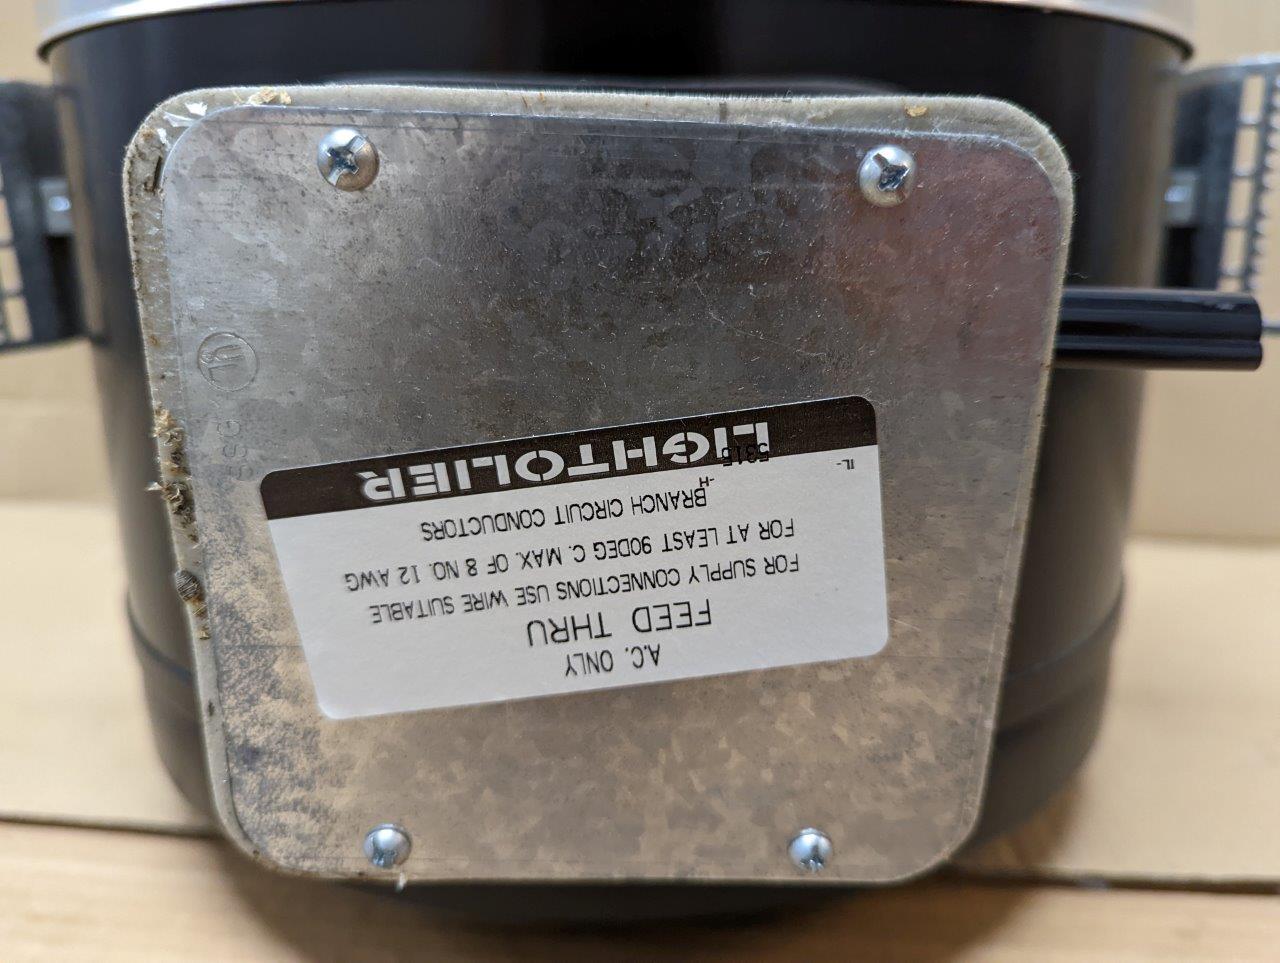 A.C. ONLY
FEED THRU
FOR SUPPLY CONNECTIONS USE WIRE SUITABLE
FOR AT LEAST 90DEG C. MAX. OF 8 NO. 12 AWG
BRANCH CIRCUIT CONDUCTORS
-H
IL-
5316
LIGHTOLIER